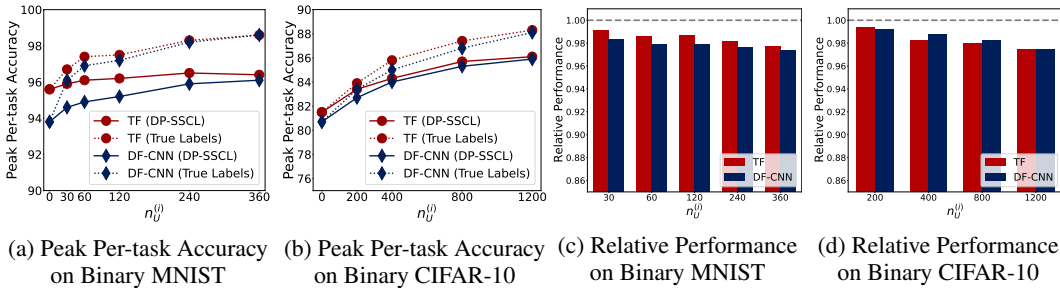 Peak Per-task Accuracy
100
98
96
94
92
90
0 30 60 120 240 360
n_U^{(i)}
TF (DP-SSCL)
TF (True Labels)
DF-CNN (DP-SSCL)
DF-CNN (True Labels)
(a) Peak Per-task Accuracy
on Binary MNIST
Peak Per-task Accuracy
90
88
86
84
82
80
78
76
0 200 400 800 1200
n_U^{(i)}
TF (DP-SSCL)
TF (True Labels)
DF-CNN (DP-SSCL)
DF-CNN (True Labels)
(b) Peak Per-task Accuracy
on Binary CIFAR-10
Relative Performance
1.00
0.98
0.96
0.94
0.92
0.90
0.88
0.86
30 60 120 240 360
n_U^{(i)}
TF
DF-CNN
(c) Relative Performance
on Binary MNIST
Relative Performance
1.00
0.98
0.96
0.94
0.92
0.90
0.88
0.86
200 400 800 1200
n_U^{(i)}
TF
DF-CNN
(d) Relative Performance
on Binary CIFAR-10